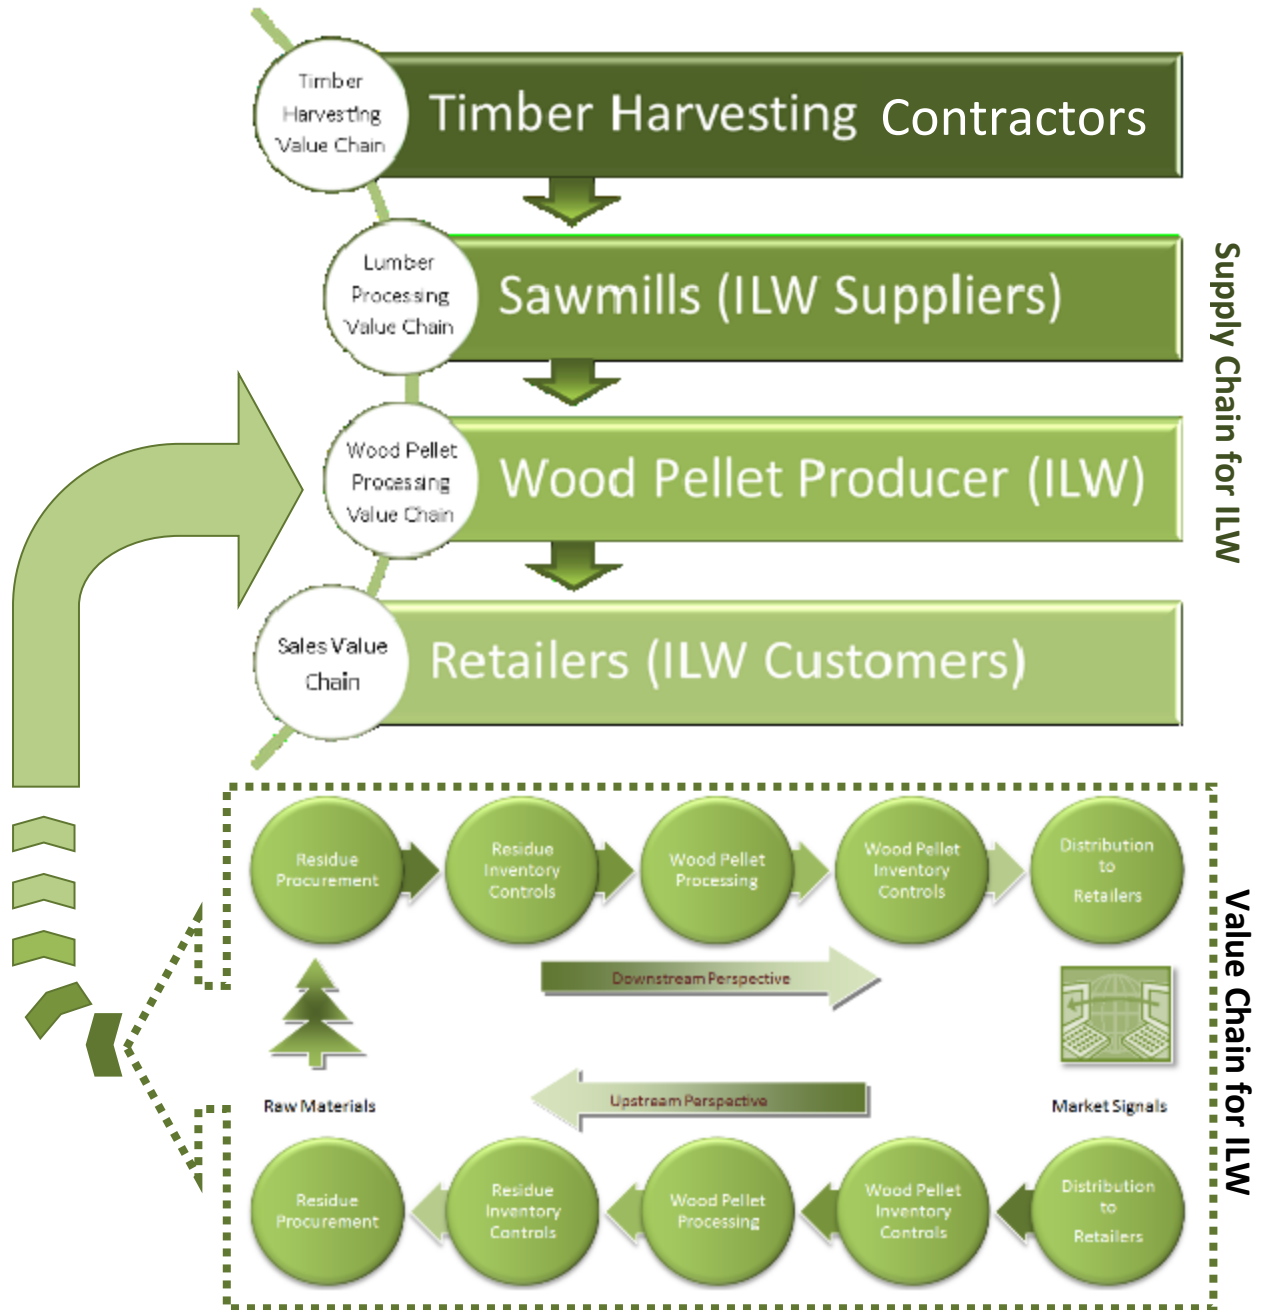 Timber
Harvesting
Value Chain
Timber Harvesting Contractors
Lumber
Processing
Value Chain
Sawmills (ILW Suppliers)
Wood Pellet
Processing
Value Chain
Wood Pellet Producer (ILW)
Sales Value
Chain
Retailers (ILW Customers)
Supply Chain for ILW
Residue
Procurement
Residue
Inventory
Controls
Wood Pellet
Processing
Wood Pellet
Inventory
Controls
Distribution
to
Retailers
Downstream Perspective
Upstream Perspective
Raw Materials
Market Signals
Residue
Procurement
Residue
Inventory
Controls
Wood Pellet
Processing
Wood Pellet
Inventory
Controls
Distribution
to
Retailers
Value Chain for ILW